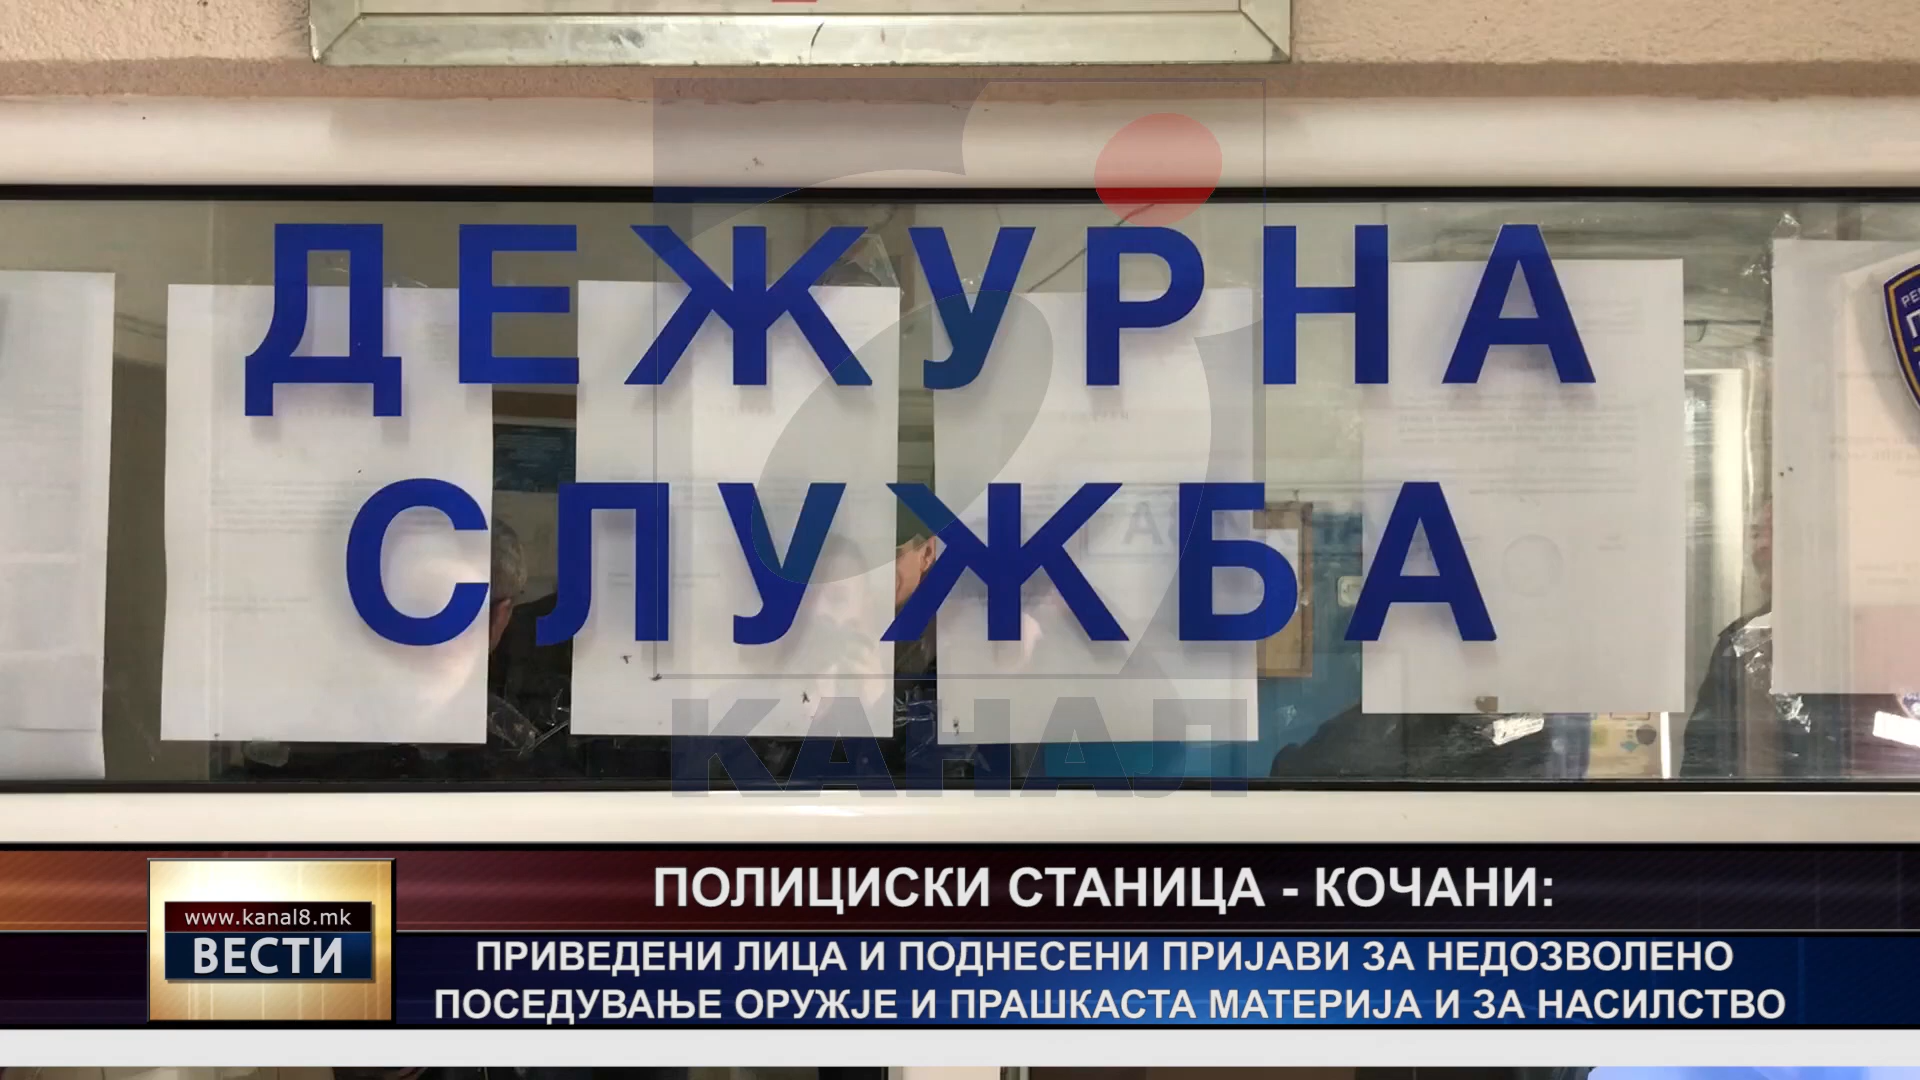 ДЕЖУРНА
СЛУЖБА
КАНАЛ
ПОЛИЦИСКИ СТАНИЦА - КОЧАНИ:
www.kanal8.mk
ВЕСТИ
ПРИВЕДЕНИ ЛИЦА И ПОДНЕСЕНИ ПРИЈАВИ ЗА НЕДОЗВОЛЕНО
ПОСЕДУВАЊЕ ОРУЖЈЕ И ПРАШКАСТА МАТЕРИЈА И ЗА НАСИЛСТВО